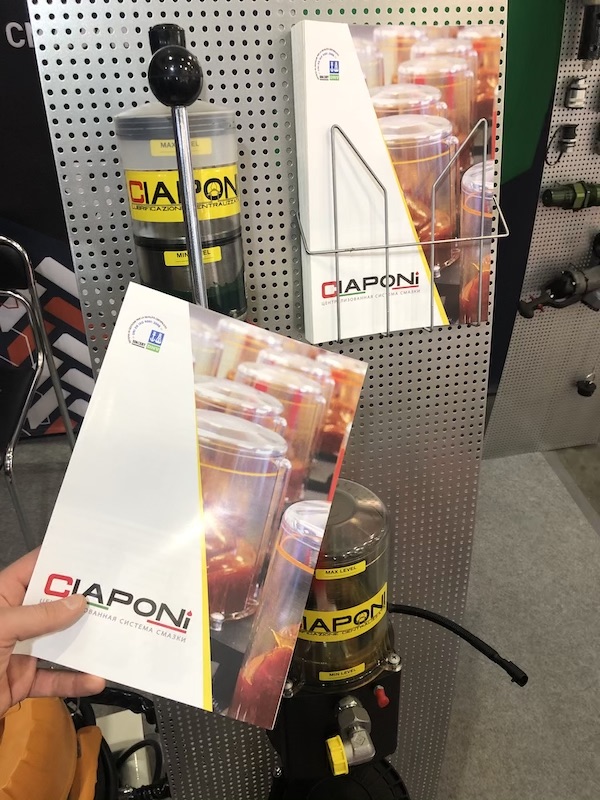 CI
MAX LEVEL
CIAPONI
LUBRIFICAZIONE CENTRALIZZATA
MIN LEVEL
CIAPONi
ЦЕНТРАЛИЗОВАННАЯ СИСТЕМА СМАЗКИ
CIAPONi
ЦЕНТРАЛИЗОВАННАЯ СИСТЕМА СМАЗКИ
MAX LEVEL
CIAPONI
MIN LEVEL